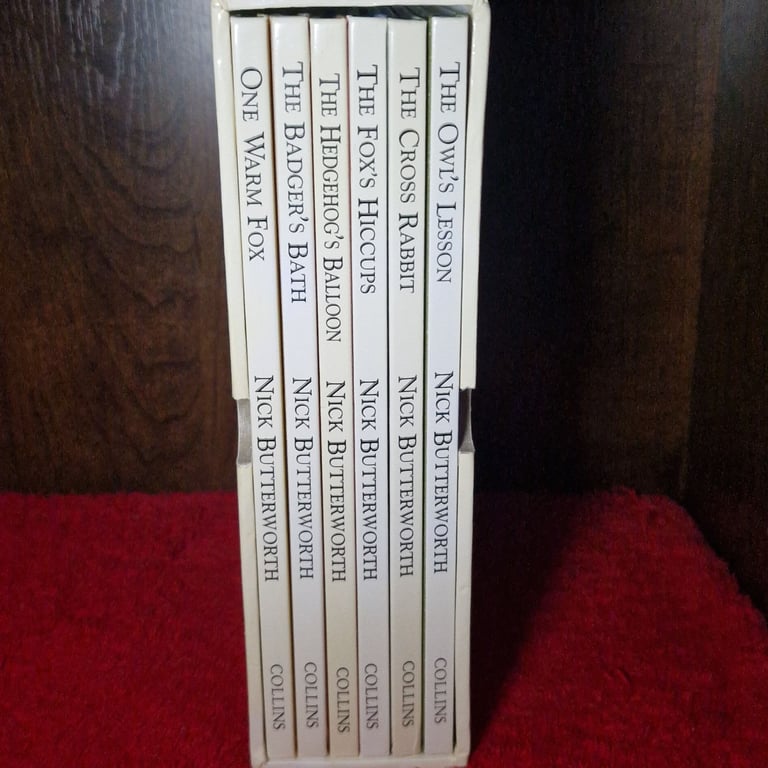 ONE WARM FOX NICK BUTTERWORTH COLLINS
THE BADGER'S BATH NICK BUTTERWORTH COLLINS
THE HEDGEHOG'S BALLOON NICK BUTTERWORTH COLLINS
THE FOX'S HICCUPS NICK BUTTERWORTH COLLINS
THE CROSS RABBIT NICK BUTTERWORTH COLLINS
THE OWL'S LESSON NICK BUTTERWORTH COLLINS